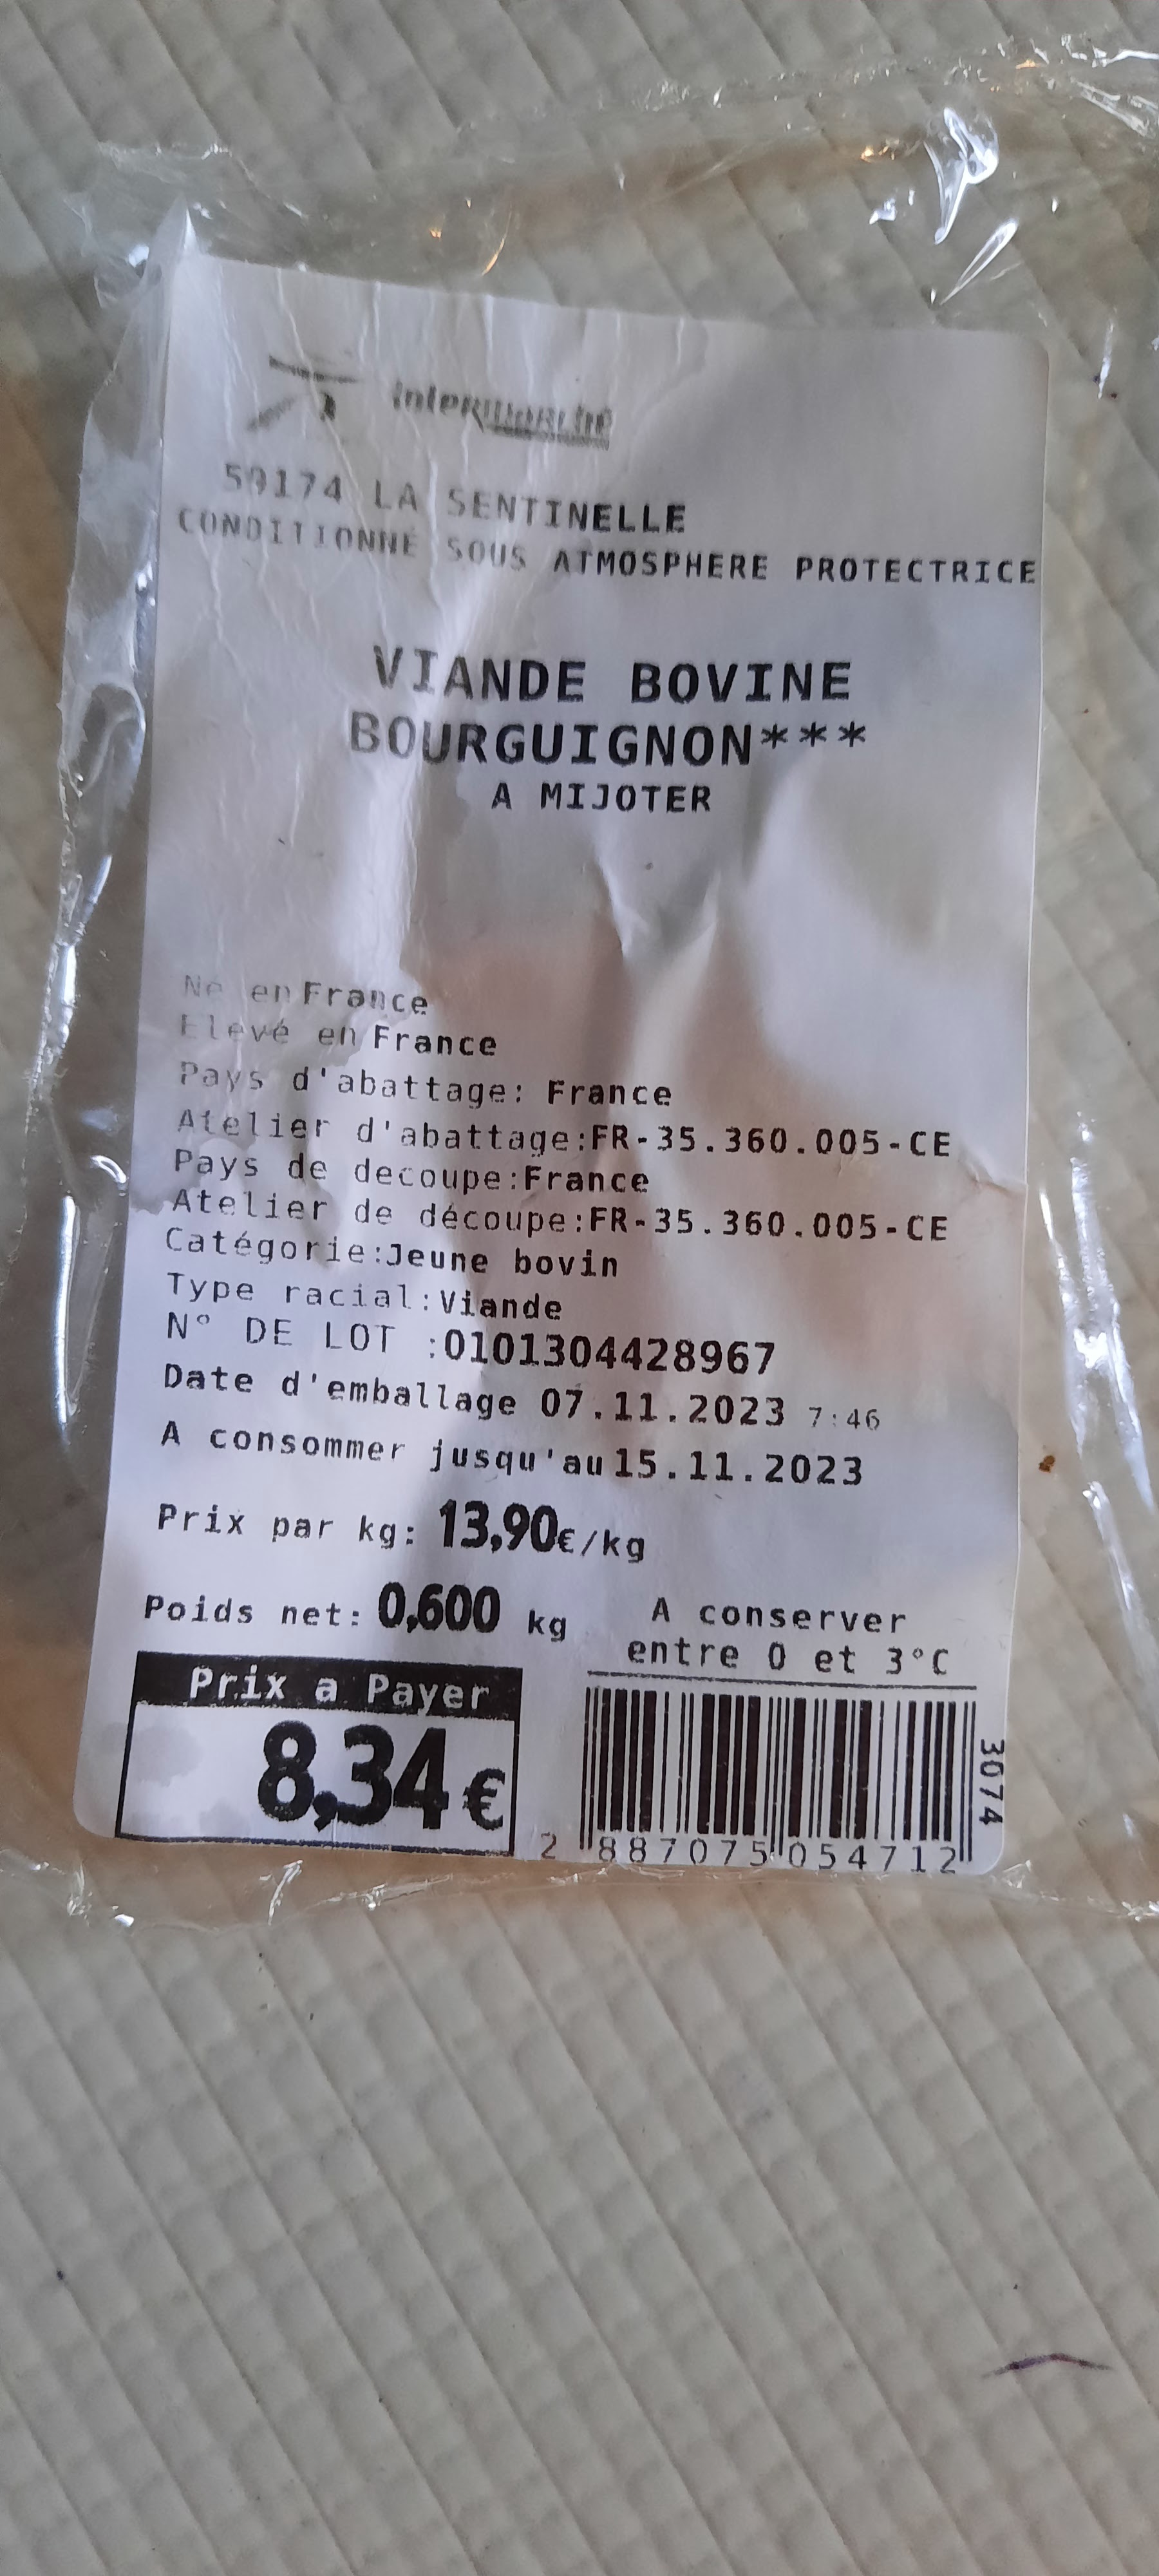 intermarché
59174 LA SENTINELLE
CONDITIONNE SOUS ATMOSPHERE PROTECTRICE
VIANDE BOVINE
BOURGUIGNON***
A MIJOTER
Ne en France
Elevé en France
Pays d'abattage: France
Atelier d'abattage:FR-35.360.005-CE
Pays de decoupe:France
Atelier de découpe:FR-35.360.005-CE
Catégorie:Jeune bovin
Type racial:Viande
N° DE LOT :0101304428967
Date d'emballage 07.11.2023 7:46
A consommer jusqu'au 15.11.2023
Prix par kg: 13,90€/kg
Poids net: 0,600 kg
A conserver
entre 0 et 3°C
Prix a Payer
8,34 €
2 887075 054712
3074